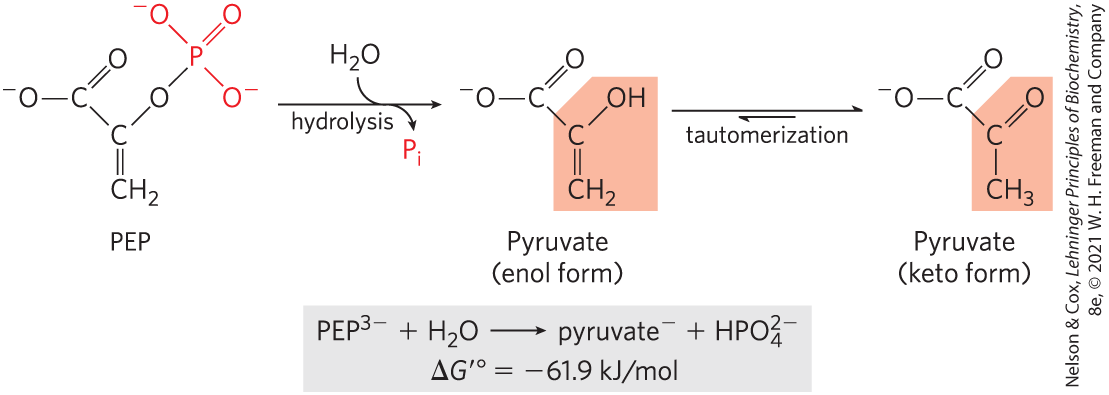 ⁻O O
P
O⁻
O
⁻O C O
C
CH₂
PEP
H₂O
hydrolysis
Pᵢ
O
⁻O C OH
C
CH₂
Pyruvate
(enol form)
tautomerization
O
⁻O C O
C
CH₃
Pyruvate
(keto form)
PEP³⁻ + H₂O ⟶ pyruvate⁻ + HPO₄²⁻
ΔG′° = −61.9 kJ/mol
Nelson & Cox, Lehninger Principles of Biochemistry,
8e, © 2021 W. H. Freeman and Company